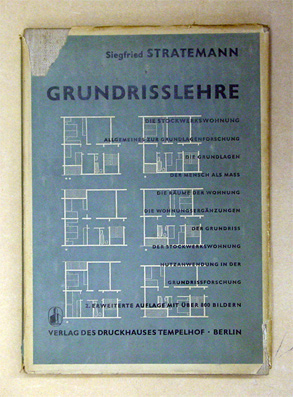 Siegfried STRATEMANN
GRUNDRISSLEHRE
DIE STOCKWERKSWOHNUNG
ALLGEMEINES ZUR GRUNDLAGENFORSCHUNG
DIE GRUNDLAGEN
DER MENSCH ALS MASS
DIE RÄUME DER WOHNUNG
DIE WOHNUNGSERGÄNZUNGEN
DER GRUNDRISS
DER STOCKWERKSWOHNUNG
NUTZANWENDUNG IN DER
GRUNDRISSFORSCHUNG
2. ERWEITERTE AUFLAGE MIT ÜBER 800 BILDERN
VERLAG DES DRUCKHAUSES TEMPELHOF · BERLIN